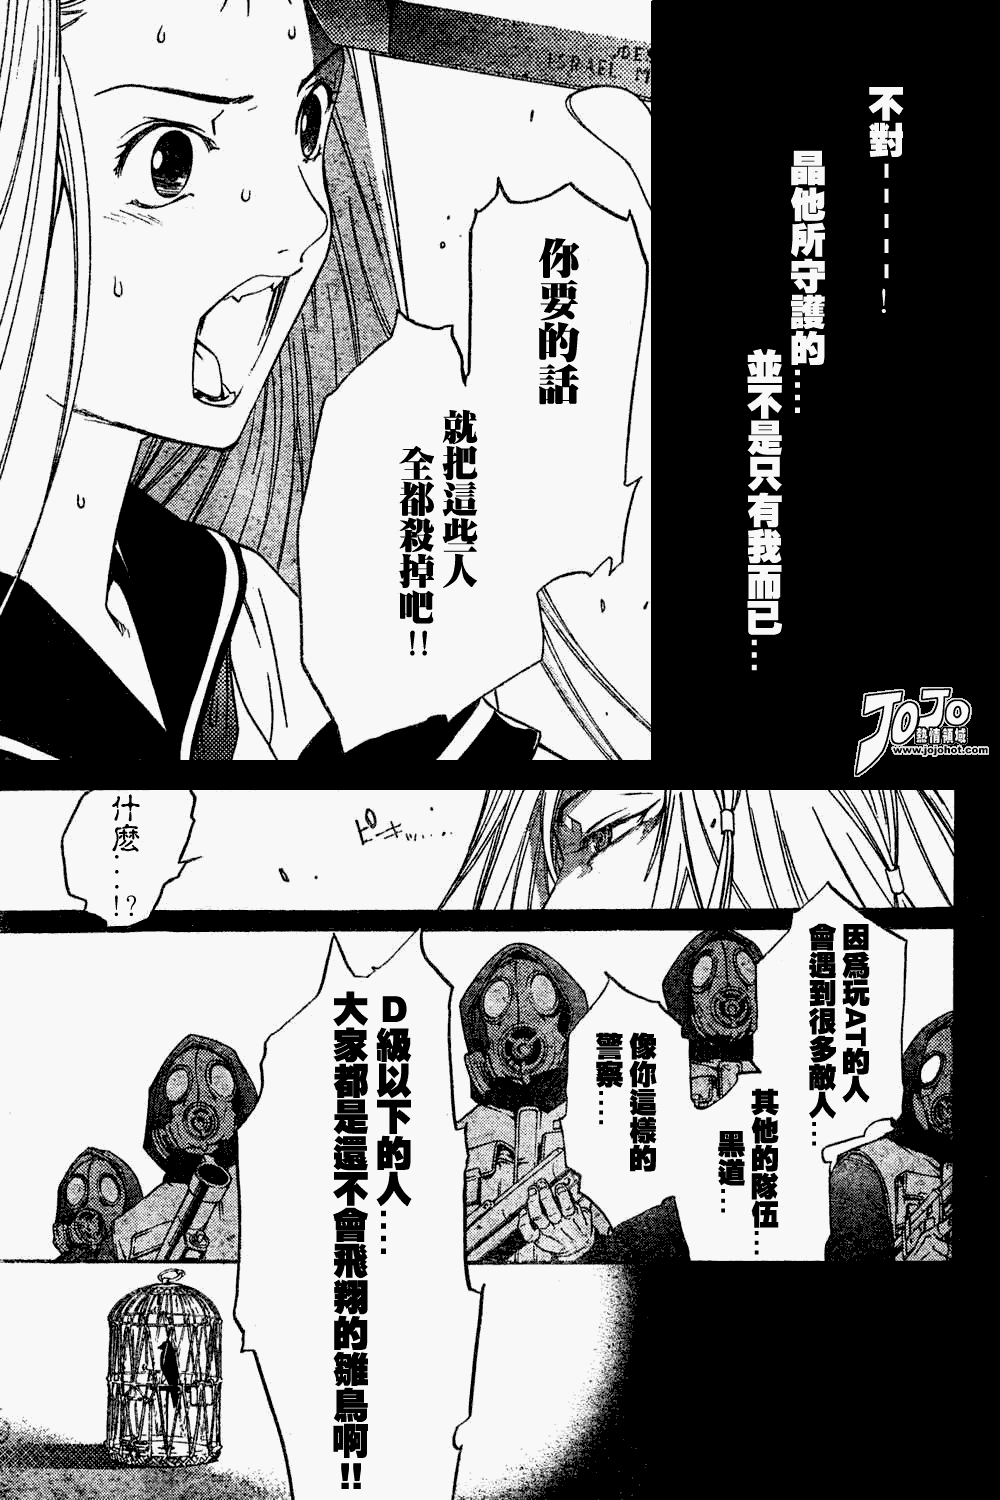 不對-----!
晶他所守護的....
並不是只有我而已....
DES
ISRAEL M
你要的話
就把這些人
全都殺掉吧!!
JOJO
熱情領域
www.jojohot.com
ピキッ....
什麼....!?
因為玩AT的人
會遇到很多敵人....
其他的隊伍....
黑道....
像你這樣的
警察....
D級以下的人....
大家都是還不會飛翔的雛鳥啊!!